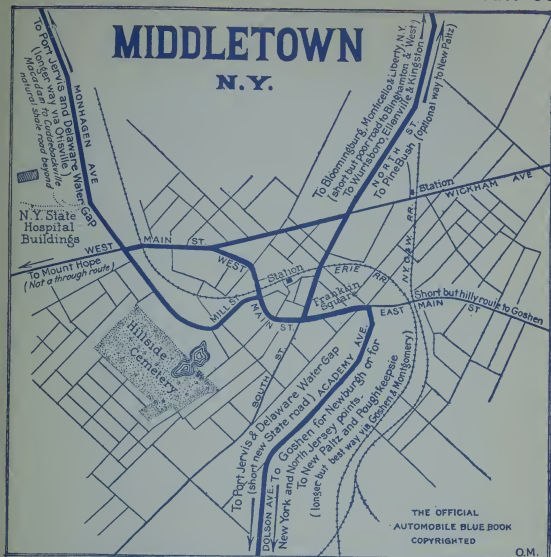 MIDDLETOWN
N.Y.
To Port Jervis and Delaware Water Gap
(longer way via Otisville)
Macadam to Cuddebackville
natural shale road beyond
MONHAGEN AVE
To Bloomingburg, Monticello & Liberty, N.Y.
(short but poor road to Binghamton & West)
To Wurtsboro, Ellenville & Kingston
NORTH ST.
To Pine Bush (optional way to New Paltz)
Station
WICKHAM AVE
N.Y. State
Hospital
Buildings
WEST MAIN ST.
To Mount Hope
(Not a through route)
WEST MAIN ST.
Station
ERIE RR
N.Y.O.&W. RR
MILL ST
Franklin
Square
EAST MAIN ST
Short but hilly route to Goshen
Hillside
Cemetery
SOUTH ST.
ACADEMY AVE.
To Port Jervis & Delaware Water Gap
(short new State road)
DOLSON AVE.
To Goshen for Newburgh or for
New York and North Jersey points.
To New Paltz and Poughkeepsie
(longer but best way via Goshen & Montgomery)
THE OFFICIAL
AUTOMOBILE BLUE BOOK
COPYRIGHTED
O.M.